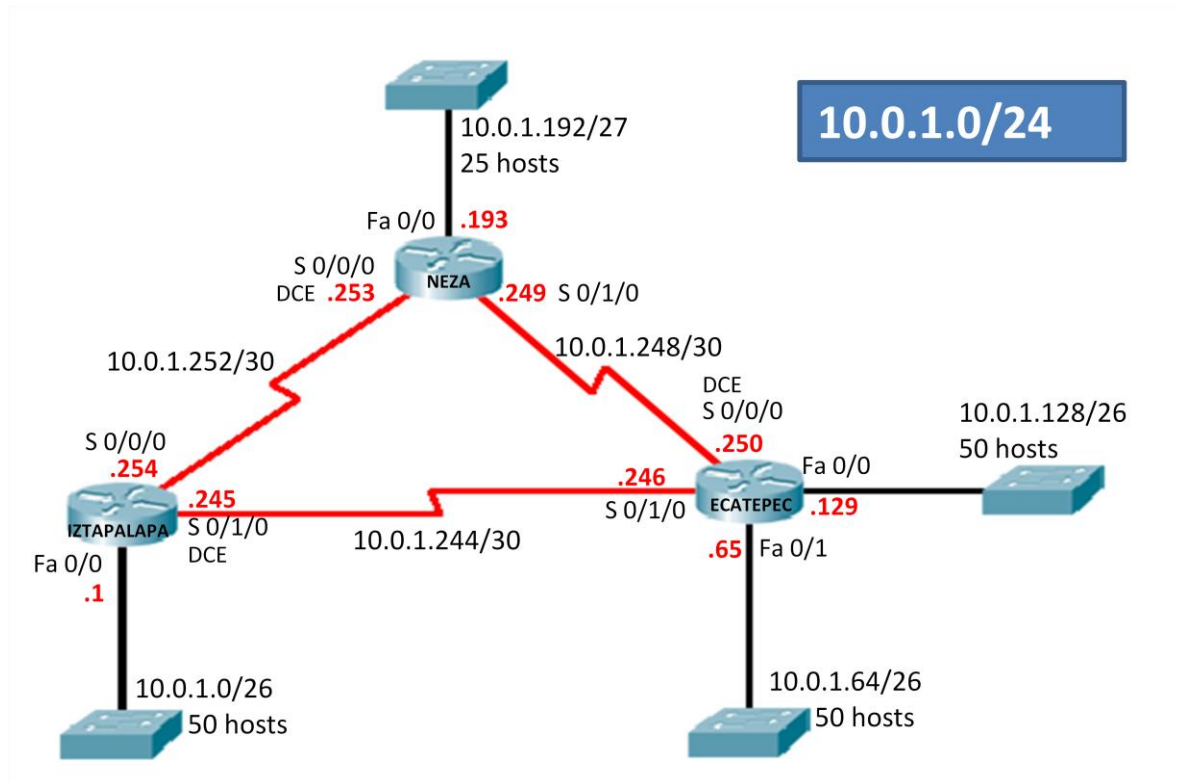 10.0.1.0/24
10.0.1.192/27
25 hosts
Fa 0/0 .193
S 0/0/0
DCE .253
NEZA
.249 S 0/1/0
10.0.1.252/30
10.0.1.248/30
DCE
S 0/0/0
.250
10.0.1.128/26
50 hosts
S 0/0/0
.254
.245
S 0/1/0
DCE
IZTAPALAPA
Fa 0/0
.1
10.0.1.244/30
.246
S 0/1/0
ECATEPEC
Fa 0/0
.129
.65 Fa 0/1
10.0.1.0/26
50 hosts
10.0.1.64/26
50 hosts